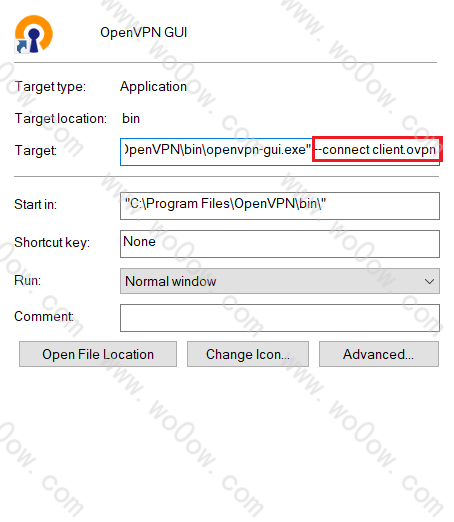 OpenVPN GUI
Target type: Application
Target location: bin
Target: OpenVPN\bin\openvpn-gui.exe" --connect client.ovpn
Start in: "C:\Program Files\OpenVPN\bin\"
Shortcut key: None
Run: Normal window
Comment:
Open File Location Change Icon... Advanced...
www.wo0ow.com